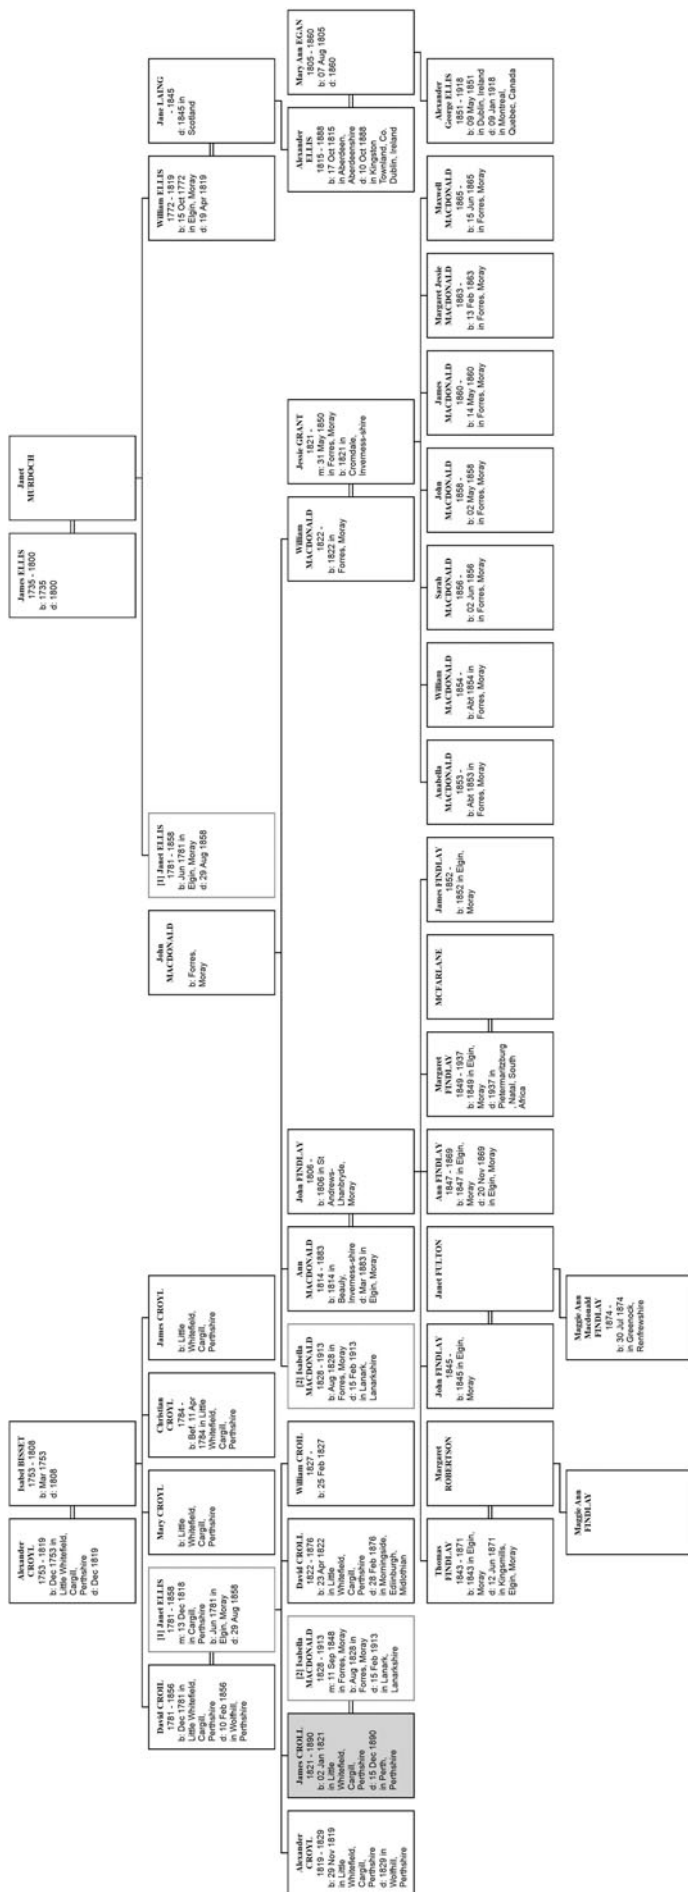 Alexander
CROYL
1753 - 1819
b: Dec 1753 in
Little Whitefield,
Cargill,
Perthshire
d: Dec 1819
Isabel BISSET
1753 - 1808
b: Mar 1753
d: 1808
James ELLIS
1735 - 1800
b: 1735
d: 1800
Janet
MURDOCH
David CROIL
1781 - 1856
b: Dec 1781 in
Little Whitefield,
Cargill,
Perthshire
d: 10 Feb 1856
in Wolfhill,
Perthshire
[1] Janet ELLIS
1781 - 1858
m: 13 Dec 1818
in Cargill,
Perthshire
b: Jun 1781 in
Elgin, Moray
d: 29 Aug 1858
Mary CROYL
b: Little
Whitefield,
Cargill,
Perthshire
Christian
CROYL
1784 -
b: Bef. 11 Apr
1784 in Little
Whitefield,
Cargill,
Perthshire
James CROYL
b: Little
Whitefield,
Cargill,
Perthshire
John
MACDONALD
b: Forres,
Moray
[1] Janet ELLIS
1781 - 1858
b: Jun 1781 in
Elgin, Moray
d: 29 Aug 1858
William ELLIS
1772 - 1819
b: 15 Oct 1772
in Elgin, Moray
d: 19 Apr 1819
Jane LAING
- 1845
d: 1845 in
Scotland
Alexander
CROYL
1819 - 1829
b: 29 Nov 1819
in Little
Whitefield,
Cargill,
Perthshire
d: 1829 in
Wolfhill,
Perthshire
James CROLL
1821 - 1890
b: 02 Jan 1821
in Little
Whitefield,
Cargill,
Perthshire
d: 15 Dec 1890
in Perth,
Perthshire
[2] Isabella
MACDONALD
1828 - 1913
m: 11 Sep 1848
in Forres, Moray
b: Aug 1828 in
Forres, Moray
d: 15 Feb 1913
in Lanark,
Lanarkshire
David CROLL
1822 - 1876
b: 23 Apr 1822
in Little
Whitefield,
Cargill,
Perthshire
d: 28 Feb 1876
in Morningside,
Edinburgh,
Midlothian
William CROIL
1827 -
b: 25 Feb 1827
[2] Isabella
MACDONALD
1828 - 1913
b: Aug 1828 in
Forres, Moray
d: 15 Feb 1913
in Lanark,
Lanarkshire
Ann
MACDONALD
1814 - 1883
b: 1814 in
Beauly,
Inverness-shire
d: Mar 1883 in
Elgin, Moray
John FINDLAY
1806 -
b: 1806 in St
Andrews-
Lhanbryde,
Moray
William
MACDONALD
1822 -
b: 1822 in
Forres, Moray
Jessie GRANT
1821 -
m: 31 May 1850
in Forres, Moray
b: 1821 in
Cromdale,
Inverness-shire
Alexander
ELLIS
1815 - 1888
b: 17 Oct 1815
in Aberdeen,
Aberdeenshire
d: 10 Oct 1888
in Kingston
Townland, Co.
Dublin, Ireland
Mary Ann EGAN
1805 - 1860
b: 07 Aug 1805
d: 1860
Thomas
FINDLAY
1843 - 1871
b: 1843 in Elgin,
Moray
d: 12 Jun 1871
in Kingsmills,
Elgin, Moray
Margaret
ROBERTSON
John FINDLAY
1845 -
b: 1845 in Elgin,
Moray
Janet FULTON
Ann FINDLAY
1847 - 1869
b: 1847 in Elgin,
Moray
d: 20 Nov 1869
in Elgin, Moray
Margaret
FINDLAY
1849 - 1937
b: 1849 in Elgin,
Moray
d: 1937 in
Pietermaritzburg
, Natal, South
Africa
MCFARLANE
James FINDLAY
1852 -
b: 1852 in Elgin,
Moray
Anabella
MACDONALD
1853 -
b: Abt 1853 in
Forres, Moray
William
MACDONALD
1854 -
b: Abt 1854 in
Forres, Moray
Sarah
MACDONALD
1856 -
b: 02 Jun 1856
in Forres, Moray
John
MACDONALD
1858 -
b: 02 May 1858
in Forres, Moray
James
MACDONALD
1860 -
b: 14 May 1860
in Forres, Moray
Margaret Jessie
MACDONALD
1863 -
b: 13 Feb 1863
in Forres, Moray
Maxwell
MACDONALD
1865 -
b: 15 Jun 1865
in Forres, Moray
Alexander
George ELLIS
1851 - 1918
b: 09 May 1851
in Dublin, Ireland
d: 09 Jan 1918
in Montreal,
Quebec, Canada
Maggie Ann
FINDLAY
Maggie Ann
Macdonald
FINDLAY
1874 -
b: 30 Jul 1874
in Greenock,
Renfrewshire